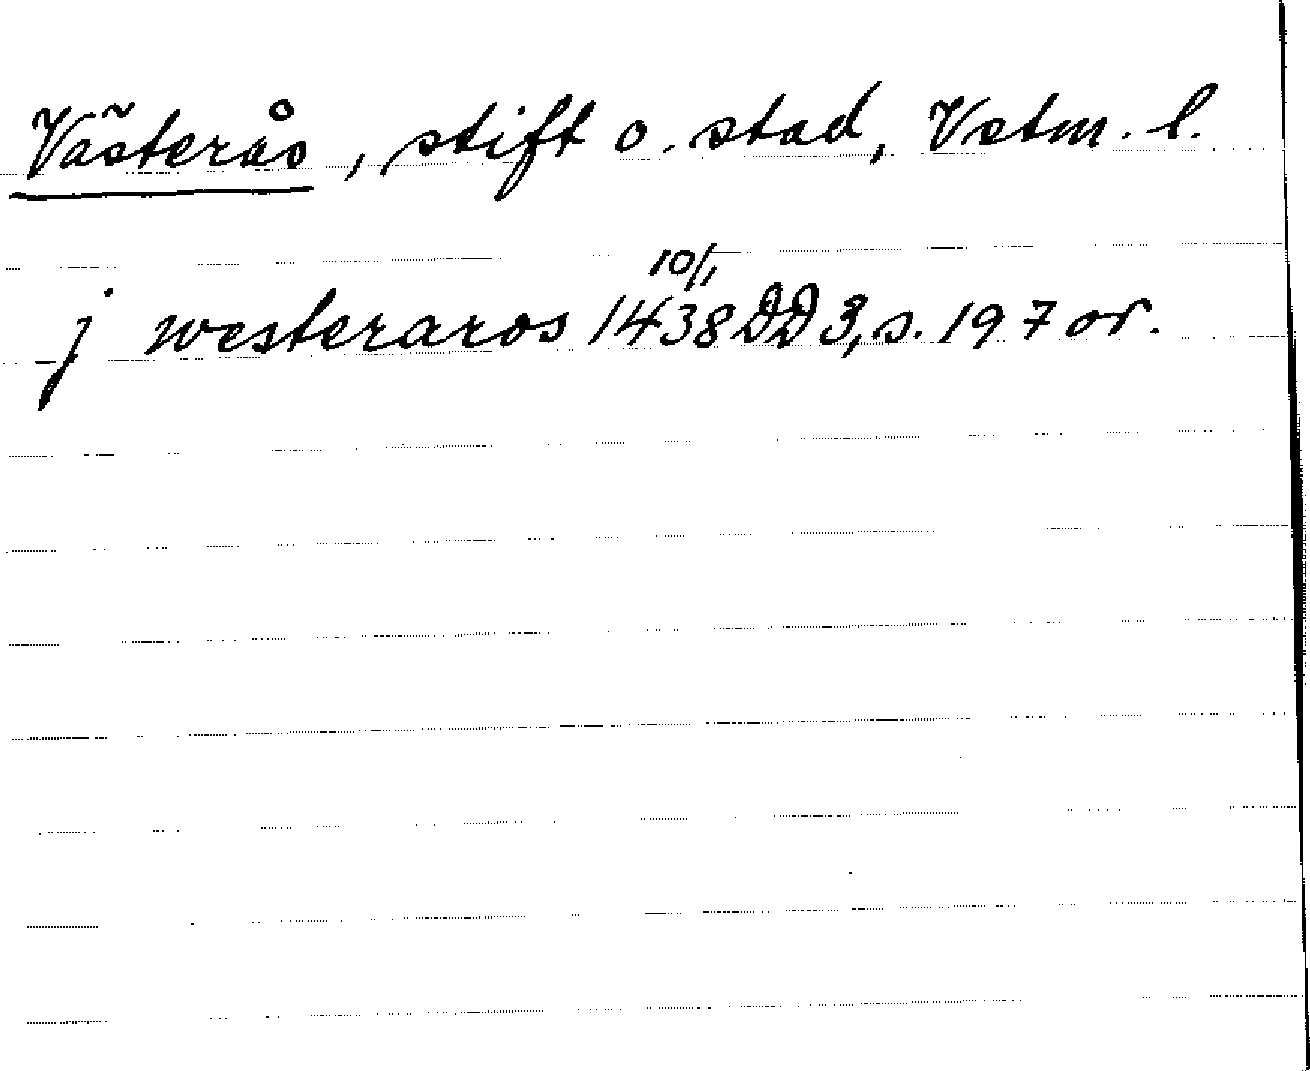 Västerås, stift o. stad, Vstm. l.
j westeraros 10/1 1438 DD 3, s. 197 or.